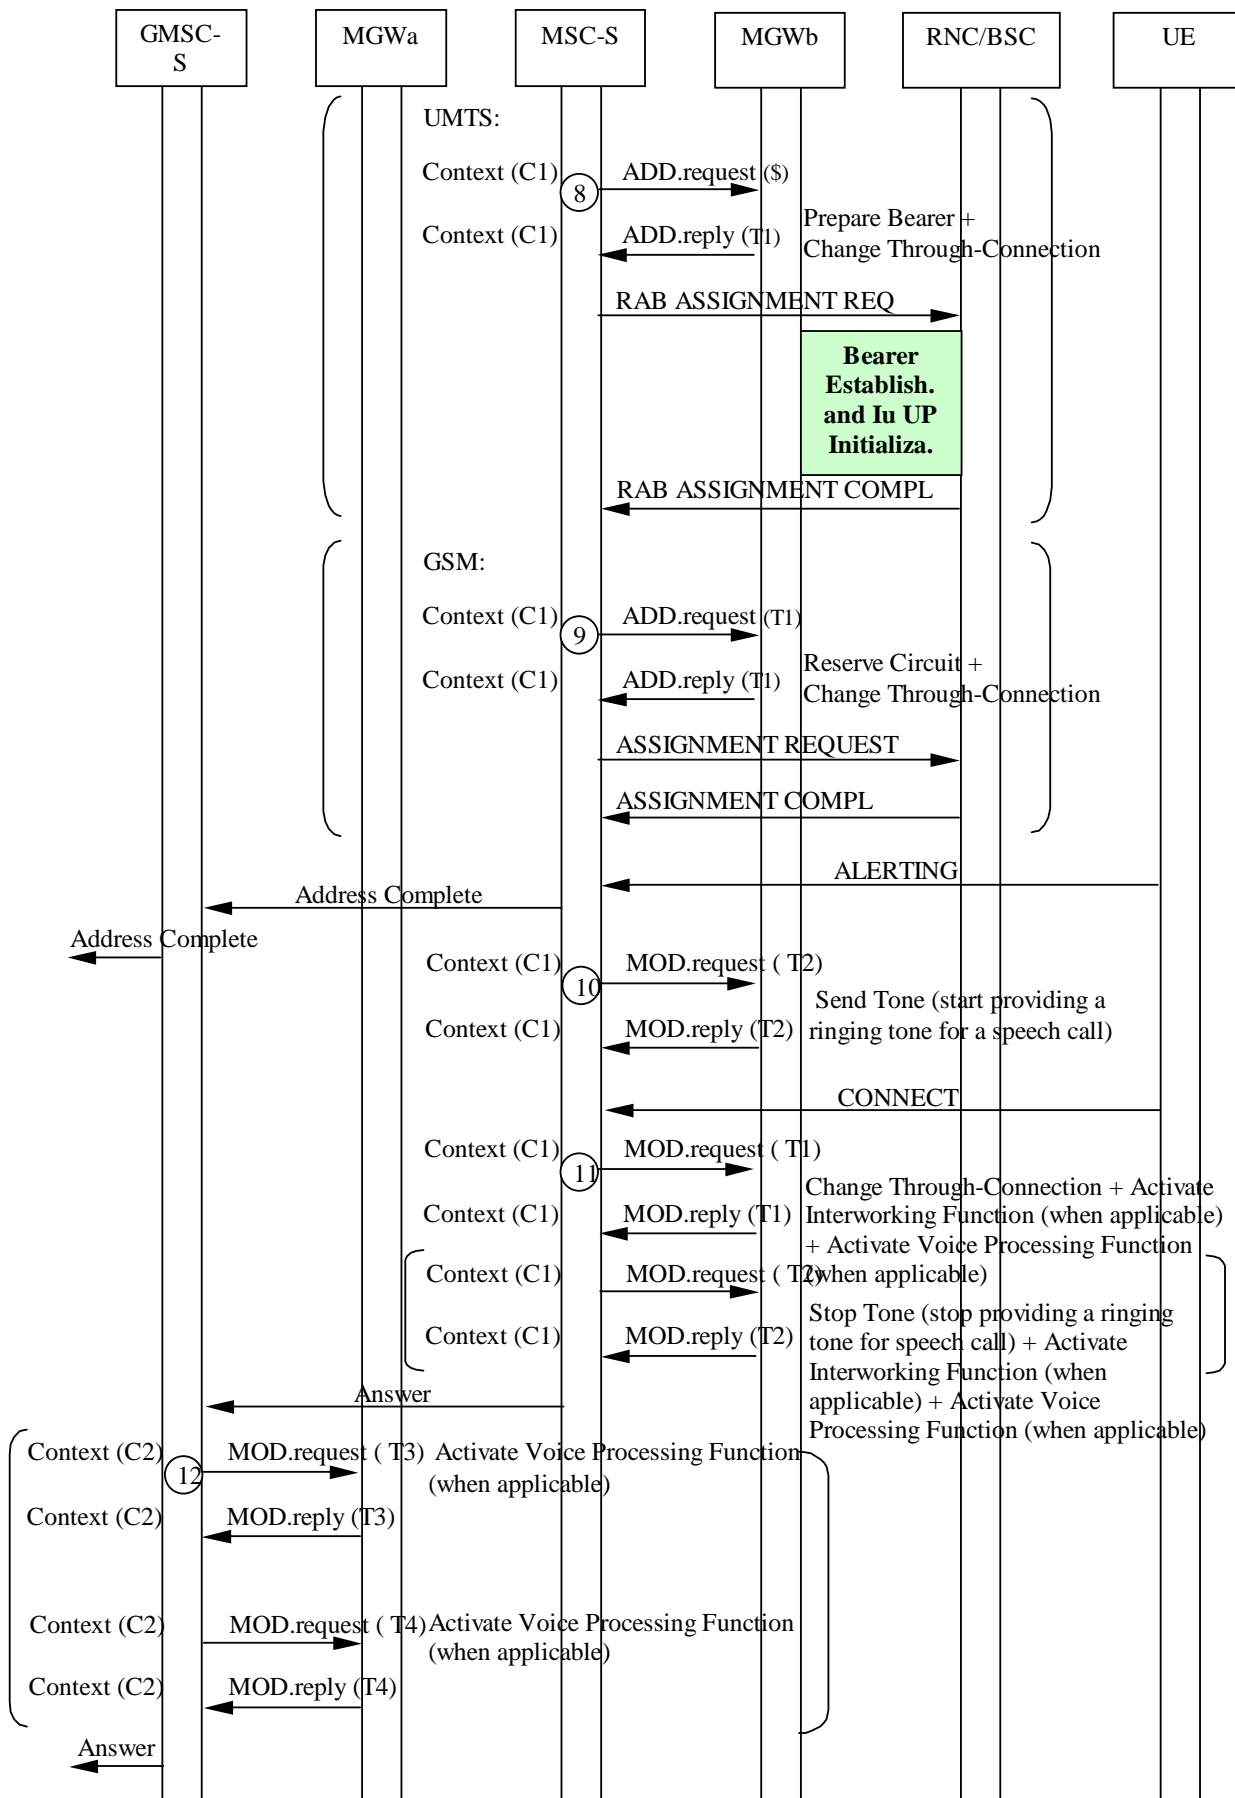 GMSC-
S
MGWa
MSC-S
MGWb
RNC/BSC
UE
UMTS:
Context (C1)
8
ADD.request ($)
Context (C1)
ADD.reply (T1)
Prepare Bearer +
Change Through-Connection
RAB ASSIGNMENT REQ
Bearer
Establish.
and Iu UP
Initializa.
RAB ASSIGNMENT COMPL
GSM:
Context (C1)
9
ADD.request (T1)
Context (C1)
ADD.reply (T1)
Reserve Circuit +
Change Through-Connection
ASSIGNMENT REQUEST
ASSIGNMENT COMPL
ALERTING
Address Complete
Address Complete
Context (C1)
10
MOD.request ( T2)
Context (C1)
MOD.reply (T2)
Send Tone (start providing a
ringing tone for a speech call)
CONNECT
Context (C1)
11
MOD.request ( T1)
Context (C1)
MOD.reply (T1)
Change Through-Connection + Activate
Interworking Function (when applicable)
+ Activate Voice Processing Function
(when applicable)
Context (C1)
MOD.request ( T2)
Context (C1)
MOD.reply (T2)
Stop Tone (stop providing a ringing
tone for speech call) + Activate
Interworking Function (when
applicable) + Activate Voice
Processing Function (when applicable)
Answer
Context (C2)
12
MOD.request ( T3)
Activate Voice Processing Function
(when applicable)
Context (C2)
MOD.reply (T3)
Context (C2)
MOD.request ( T4)
Activate Voice Processing Function
(when applicable)
Context (C2)
MOD.reply (T4)
Answer